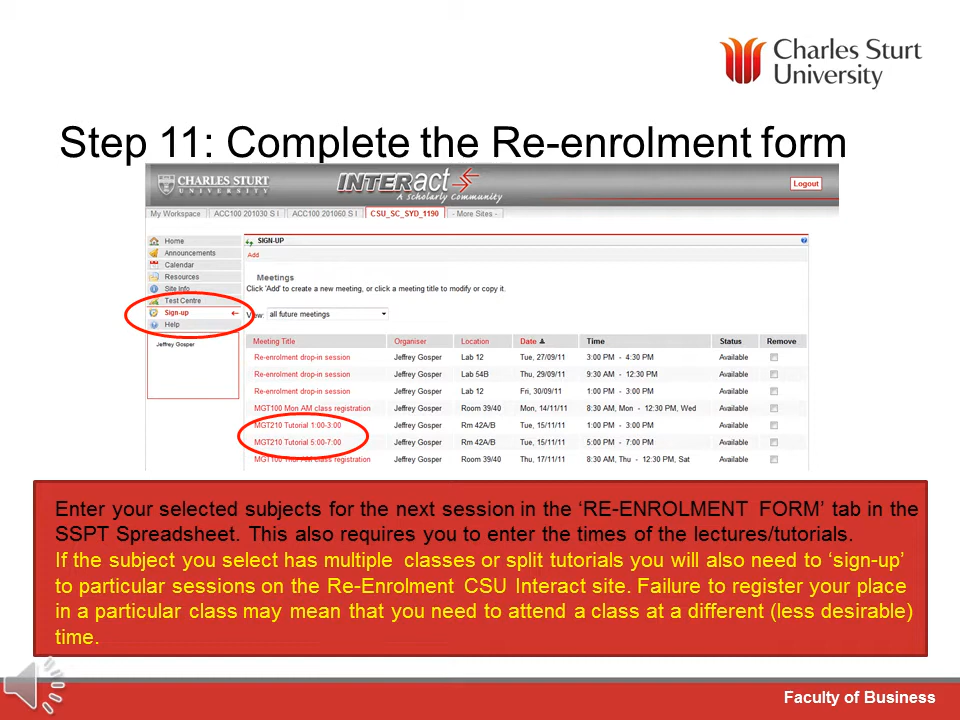 Charles Sturt
University
Step 11: Complete the Re-enrolment form
CHARLES STURT
UNIVERSITY
INTERact
A scholarly Community
Logout
My Workspace ACC100 201030 S I ACC100 201060 S I CSU_SC_SYD_1190 - More Sites -
Home
Announcements
Calendar
Resources
Site Info
Test Centre
Sign-up
Help
Jeffrey Gosper
SIGN-UP
Add
Meetings
Click 'Add' to create a new meeting, or click a meeting title to modify or copy it.
View: all future meetings
Meeting Title Organiser Location Date Time Status Remove
Re-enrolment drop-in session Jeffrey Gosper Lab 12 Tue, 27/09/11 3:00 PM - 4:30 PM Available
Re-enrolment drop-in session Jeffrey Gosper Lab 54B Thu, 29/09/11 9:30 AM - 12:30 PM Available
Re-enrolment drop-in session Jeffrey Gosper Lab 12 Fri, 30/09/11 1:00 PM - 3:00 PM Available
MGT100 Mon AM class registration Jeffrey Gosper Room 39/40 Mon, 14/11/11 8:30 AM, Mon - 12:30 PM, Wed Available
MGT210 Tutorial 1:00-3:00 Jeffrey Gosper Rm 42A/B Tue, 15/11/11 1:00 PM - 3:00 PM Available
MGT210 Tutorial 5:00-7:00 Jeffrey Gosper Rm 42A/B Tue, 15/11/11 5:00 PM - 7:00 PM Available
MGT100 Thur AM class registration Jeffrey Gosper Room 39/40 Thu, 17/11/11 8:30 AM, Thu - 12:30 PM, Sat Available
Enter your selected subjects for the next session in the ‘RE-ENROLMENT FORM’ tab in the
SSPT Spreadsheet. This also requires you to enter the times of the lectures/tutorials.
If the subject you select has multiple classes or split tutorials you will also need to ‘sign-up’
to particular sessions on the Re-Enrolment CSU Interact site. Failure to register your place
in a particular class may mean that you need to attend a class at a different (less desirable)
time.
Faculty of Business